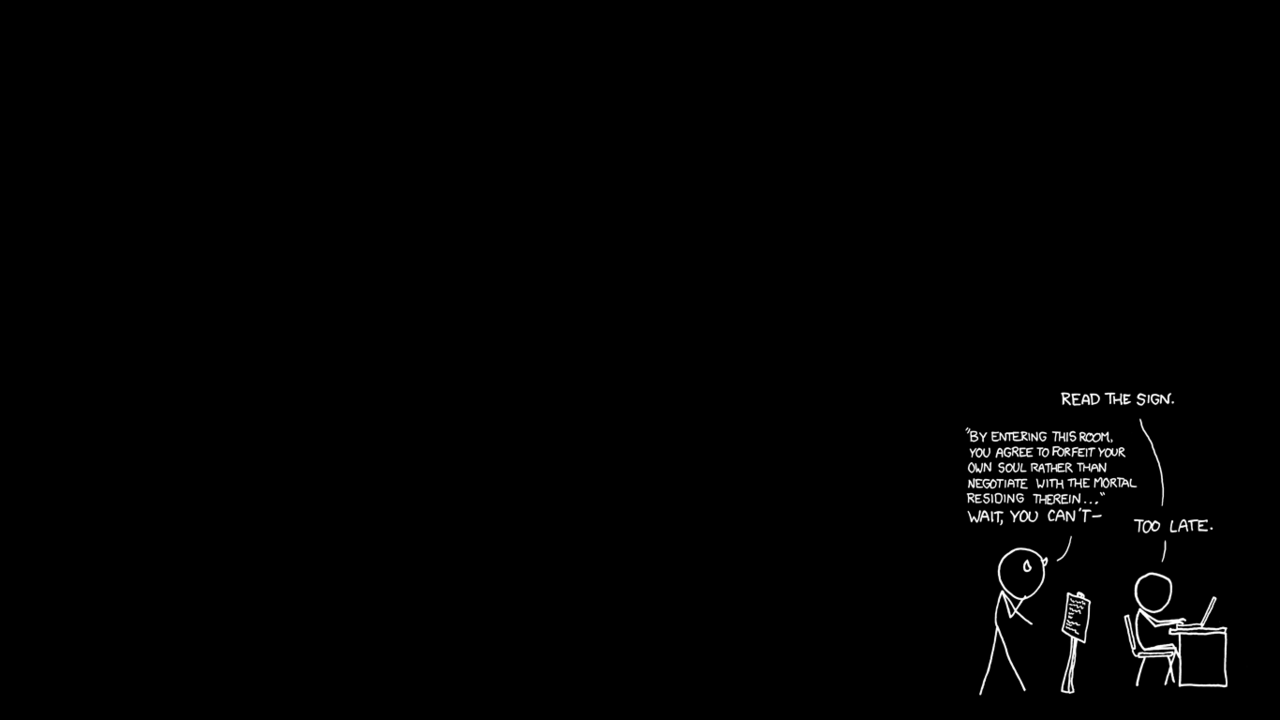 READ THE SIGN.
"BY ENTERING THIS ROOM,
YOU AGREE TO FORFEIT YOUR
OWN SOUL RATHER THAN
NEGOTIATE WITH THE MORTAL
RESIDING THEREIN..."
WAIT, YOU CAN'T—
TOO LATE.